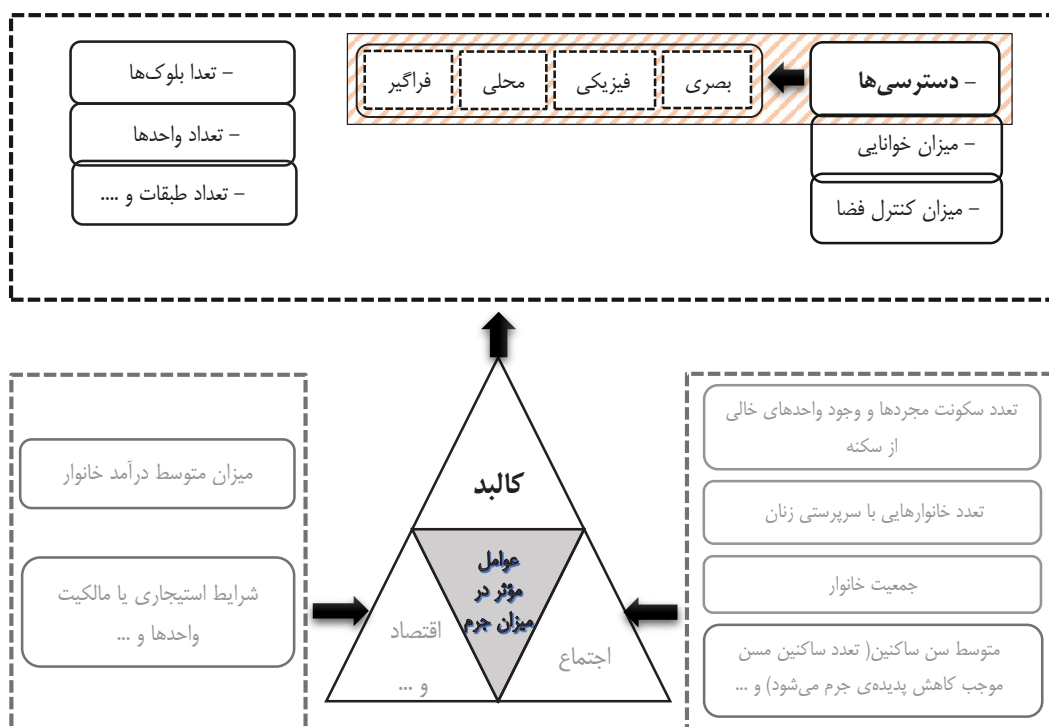 - دسترسی‌ها
بصری
فیزیکی
محلی
فراگیر
- میزان خوانایی
- میزان کنترل فضا
- تعدا بلوک‌ها
- تعداد واحدها
- تعداد طبقات و ....
کالبد
عوامل
مؤثر در
میزان جرم
اجتماع
اقتصاد
و ...
تعدد سکونت مجردها و وجود واحدهای خالی
از سکنه
تعدد خانوارهایی با سرپرستی زنان
جمعیت خانوار
متوسط سن ساکنین( تعدد ساکنین مسن
موجب کاهش پدیده‌ی جرم می‌شود) و ...
میزان متوسط درآمد خانوار
شرایط استیجاری یا مالکیت
واحدها و ...